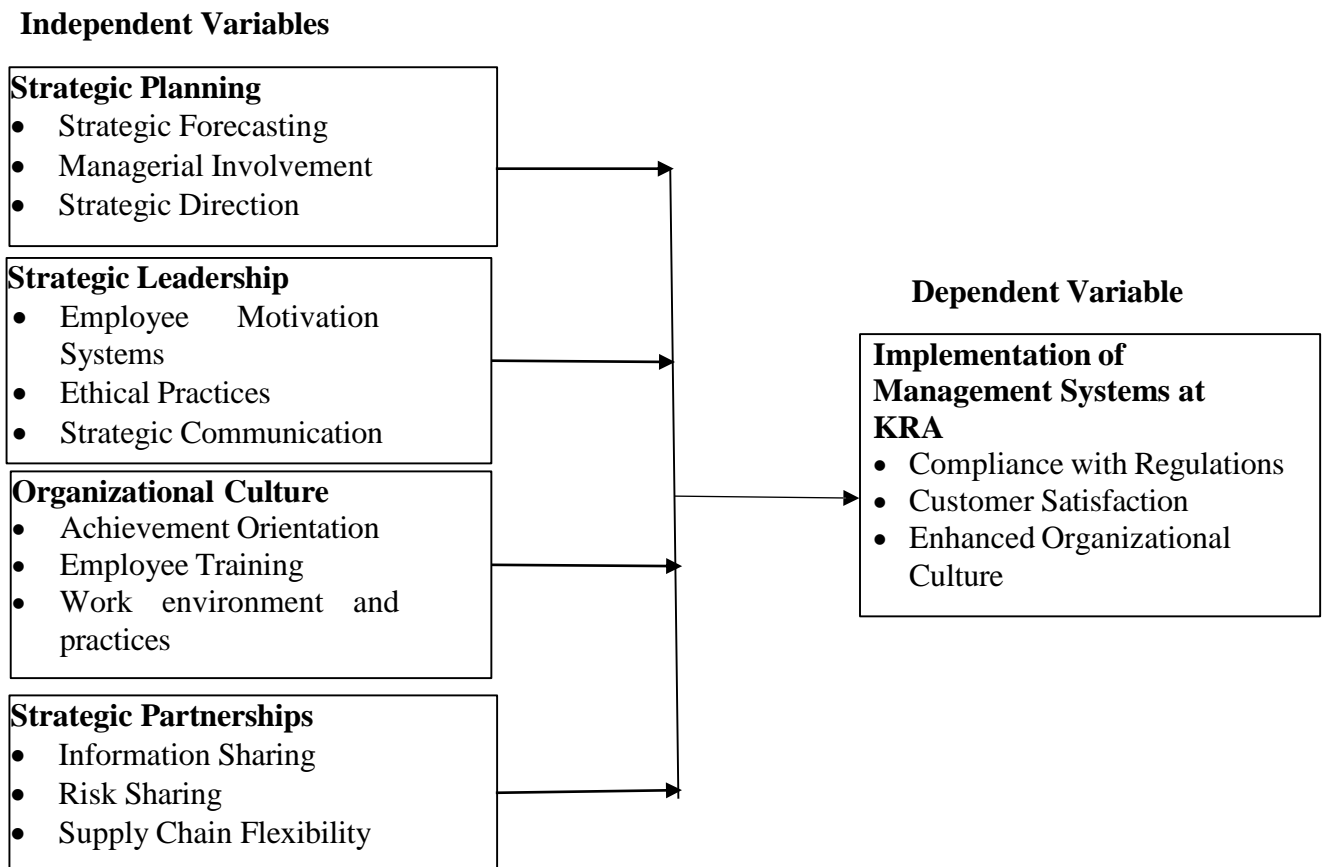 Independent Variables
Strategic Planning
• Strategic Forecasting
• Managerial Involvement
• Strategic Direction
Strategic Leadership
• Employee Motivation
Systems
• Ethical Practices
• Strategic Communication
Organizational Culture
• Achievement Orientation
• Employee Training
• Work environment and
practices
Strategic Partnerships
• Information Sharing
• Risk Sharing
• Supply Chain Flexibility
Dependent Variable
Implementation of
Management Systems at
KRA
• Compliance with Regulations
• Customer Satisfaction
• Enhanced Organizational
Culture